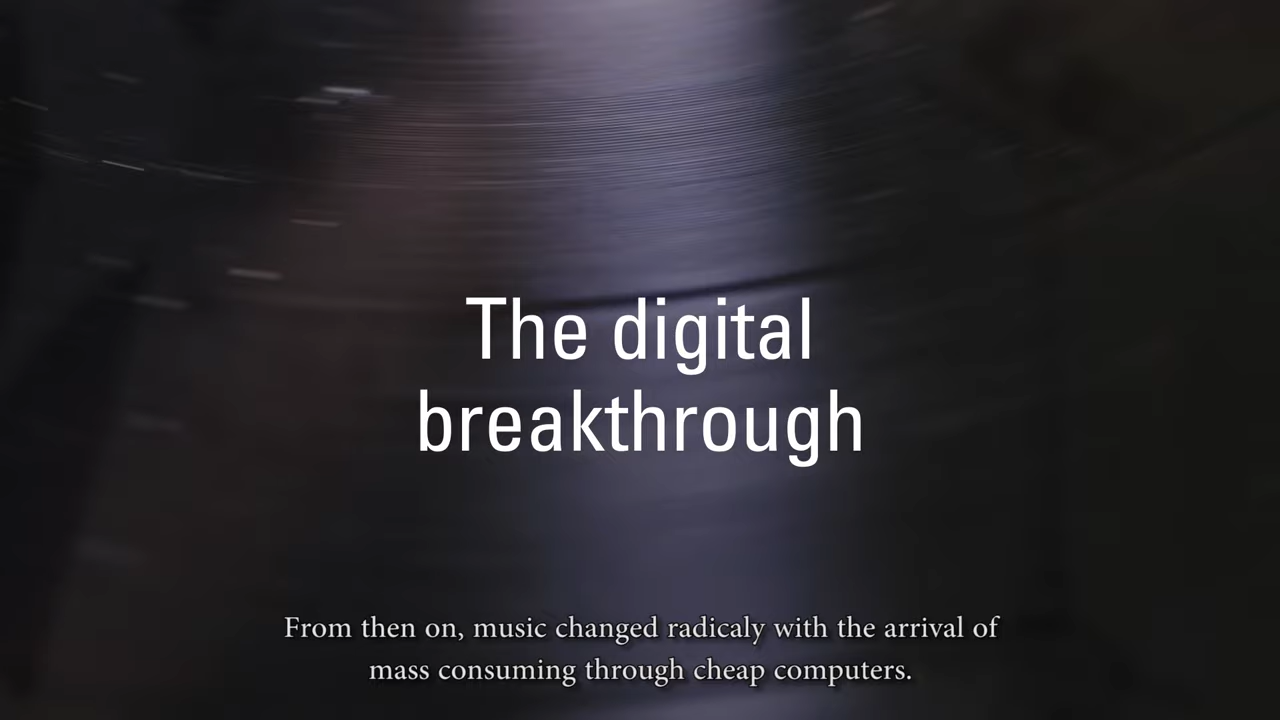 The digital
breakthrough
From then on, music changed radicaly with the arrival of
mass consuming through cheap computers.